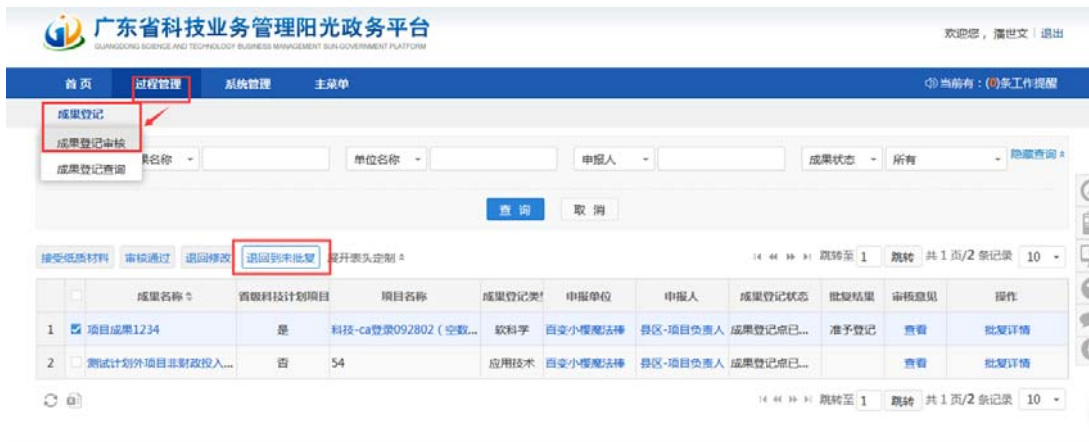 广东省科技业务管理阳光政务平台
GUANGDONG SCIENCE AND TECHNOLOGY BUSINESS MANAGEMENT SUN GOVERNMENT PLATFORM
欢迎您，潘世文 退出
首页 过程管理 系统管理 主菜单 当前有：(0)条工作提醒
成果登记
成果登记审核
成果登记查询
果名称 单位名称 申报人 成果状态 所有 隐藏查询
查询 取消
接受纸质材料 审核通过 退回修改 退回到未批复 展开表头定制 跳转至 1 跳转 共1页/2条记录 10
成果名称 省级科技计划项目 项目名称 成果登记类型 申报单位 申报人 成果登记状态 批复结果 审核意见 操作
1 项目成果1234 是 科技-ca登录092802（空数... 软科学 百变小樱魔法棒 县区-项目负责人 成果登记点已... 准予登记 查看 批复详情
2 测试计划外项目非财政投入... 否 54 应用技术 百变小樱魔法棒 县区-项目负责人 成果登记点已... 查看 批复详情
跳转至 1 跳转 共1页/2条记录 10